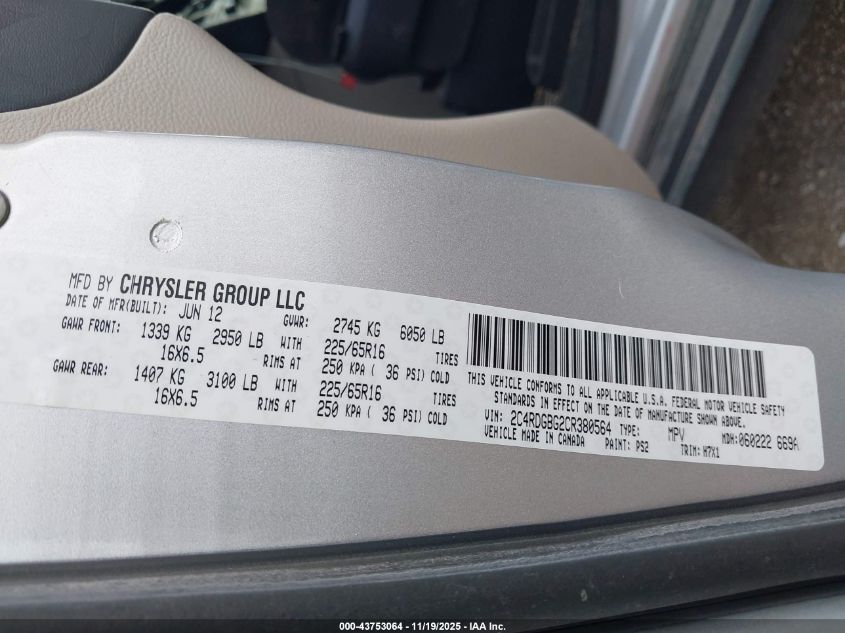 MFD BY CHRYSLER GROUP LLC
DATE OF MFR(BUILT): JUN 12 GVWR: 2745 KG 6050 LB
GAWR FRONT: 1339 KG 2950 LB WITH 225/65R16 TIRES
16X6.5 RIMS AT 250 KPA ( 36 PSI) COLD
GAWR REAR: 1407 KG 3100 LB WITH 225/65R16 TIRES
16X6.5 RIMS AT 250 KPA ( 36 PSI) COLD
THIS VEHICLE CONFORMS TO ALL APPLICABLE U.S.A. FEDERAL MOTOR VEHICLE SAFETY
STANDARDS IN EFFECT ON THE DATE OF MANUFACTURE SHOWN ABOVE.
VIN: 2C4RDGBG2CR380564 TYPE: MPV MDH:060222 669A
VEHICLE MADE IN CANADA PAINT: PS2 TRIM: H7X1
000-43753064 - 11/19/2025 - IAA Inc.